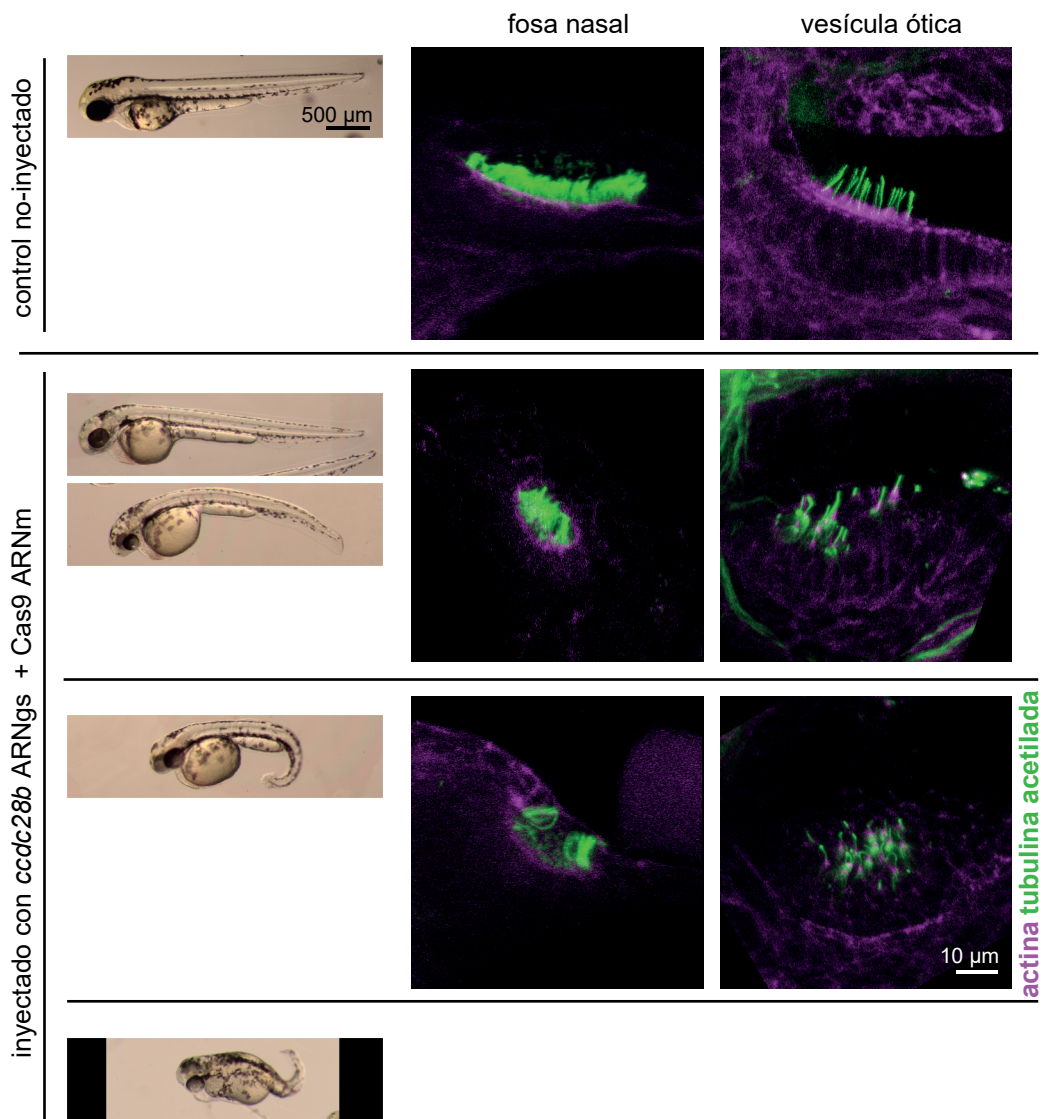 fosa nasal
vesícula ótica
control no-inyectado
500 µm
inyectado con ccdc28b ARNgs + Cas9 ARNm
10 µm
actina tubulina acetilada